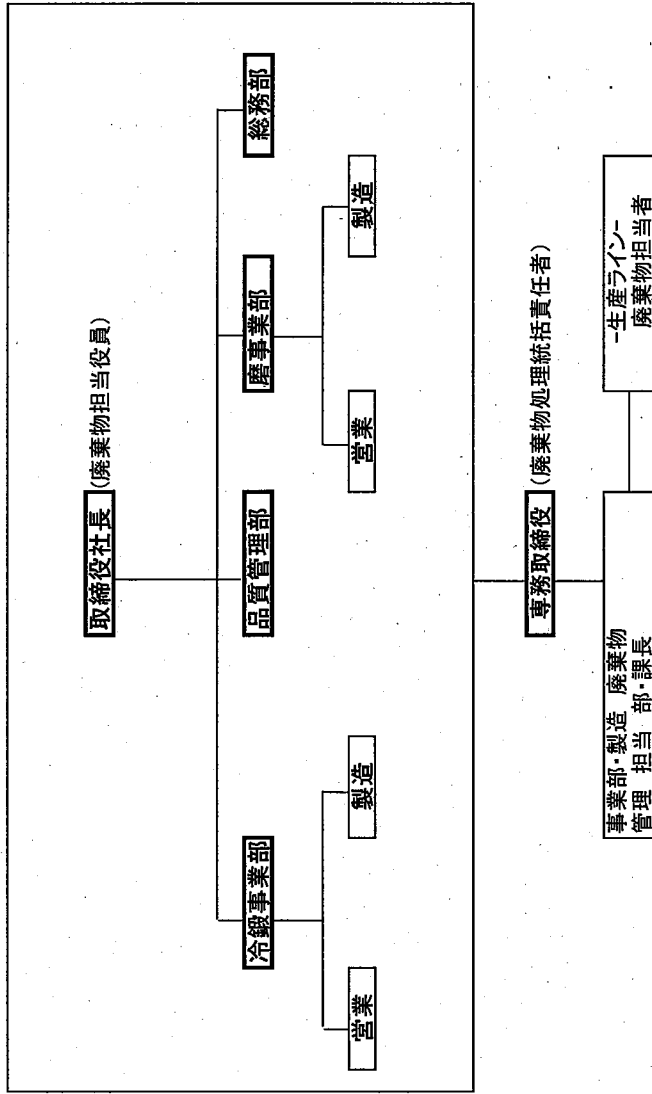 取締役社長
(廃棄物担当役員)
冷鍛事業部
品質管理部
磨事業部
総務部
営業
製造
営業
製造
専務取締役
(廃棄物処理統括責任者)
事業部・製造 廃棄物
管理 担当 部・課長
-生産ライン-
廃棄物担当者